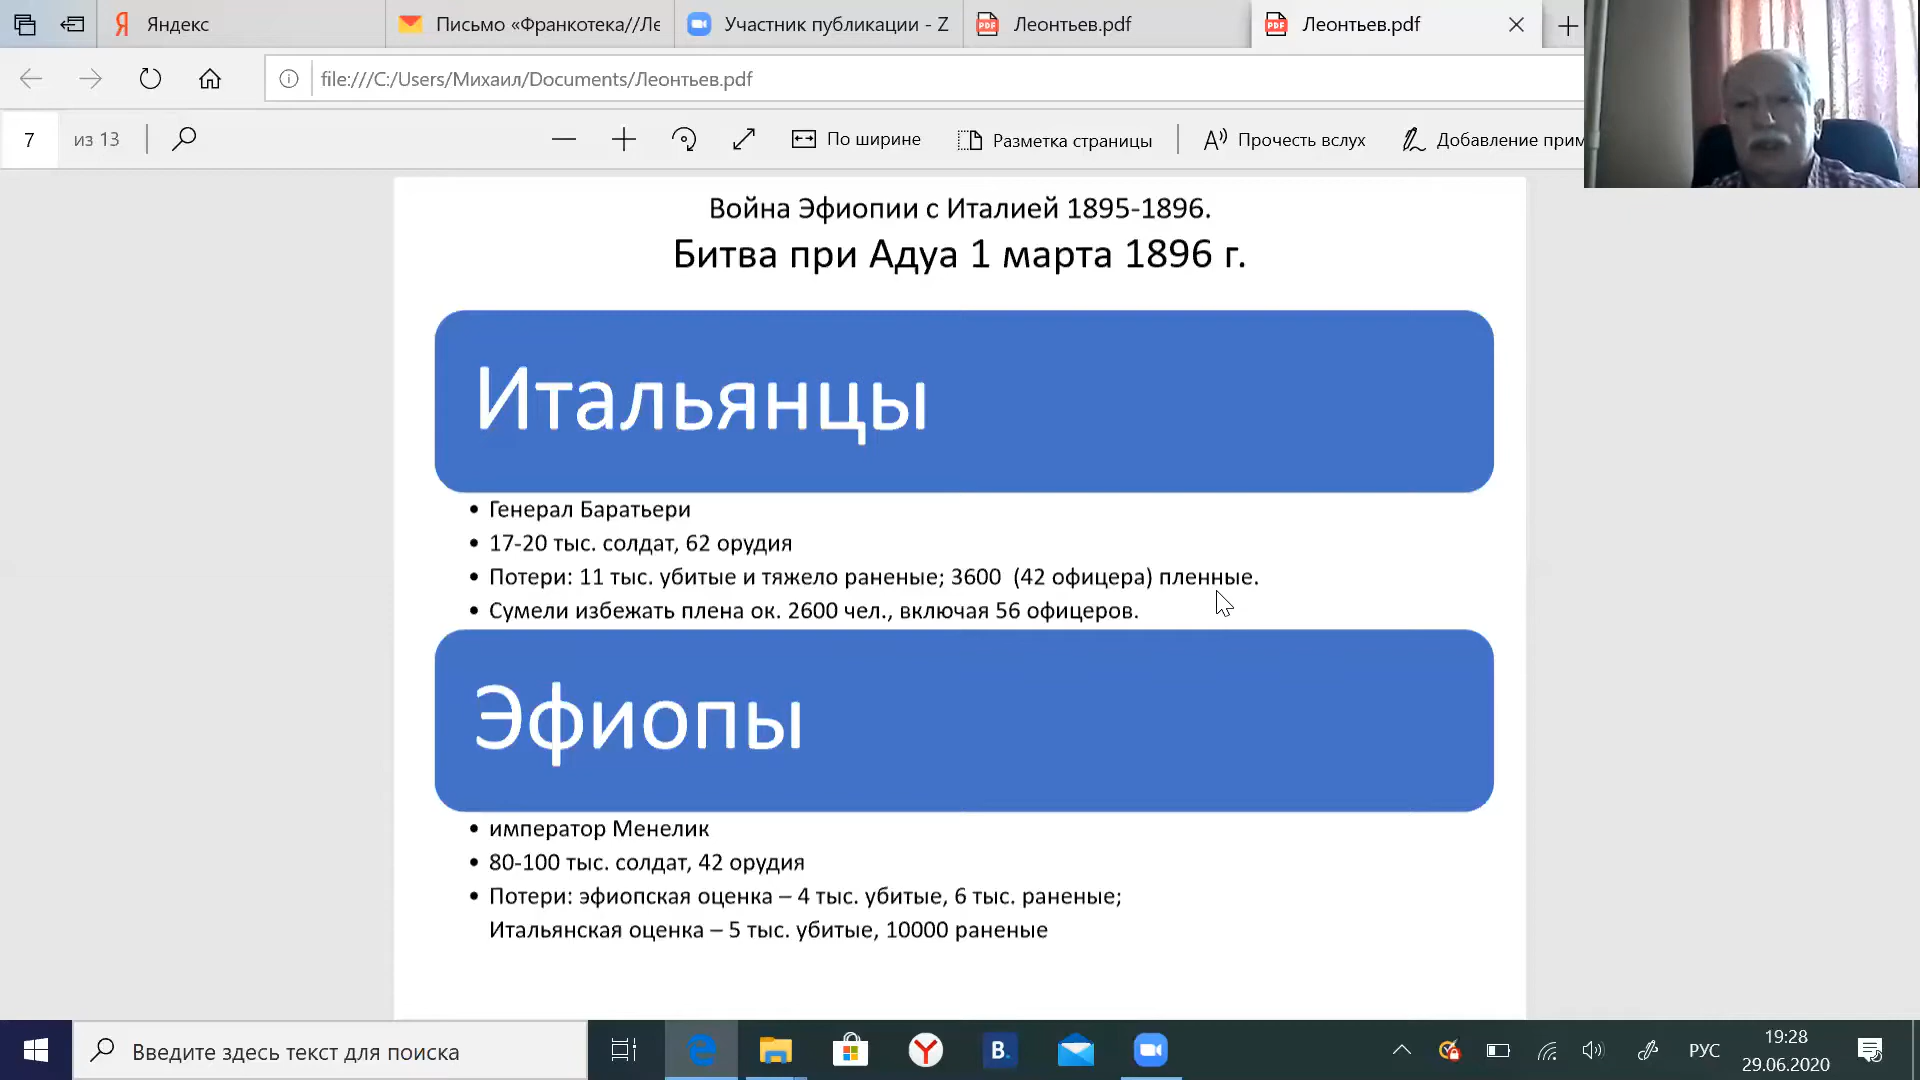 Яндекс
Письмо «Франкотека//Ле
Участник публикации - Z
Леонтьев.pdf
Леонтьев.pdf
file:///C:/Users/Михаил/Documents/Леонтьев.pdf
7 из 13
По ширине
Разметка страницы
Прочесть вслух
Добавление прим
Война Эфиопии с Италией 1895-1896.
Битва при Адуа 1 марта 1896 г.
Итальянцы
• Генерал Баратьери
• 17-20 тыс. солдат, 62 орудия
• Потери: 11 тыс. убитые и тяжело раненые; 3600 (42 офицера) пленные.
• Сумели избежать плена ок. 2600 чел., включая 56 офицеров.
Эфиопы
• император Менелик
• 80-100 тыс. солдат, 42 орудия
• Потери: эфиопская оценка – 4 тыс. убитые, 6 тыс. раненые;
Итальянская оценка – 5 тыс. убитые, 10000 раненые
Введите здесь текст для поиска
B.
РУС
19:28
29.06.2020